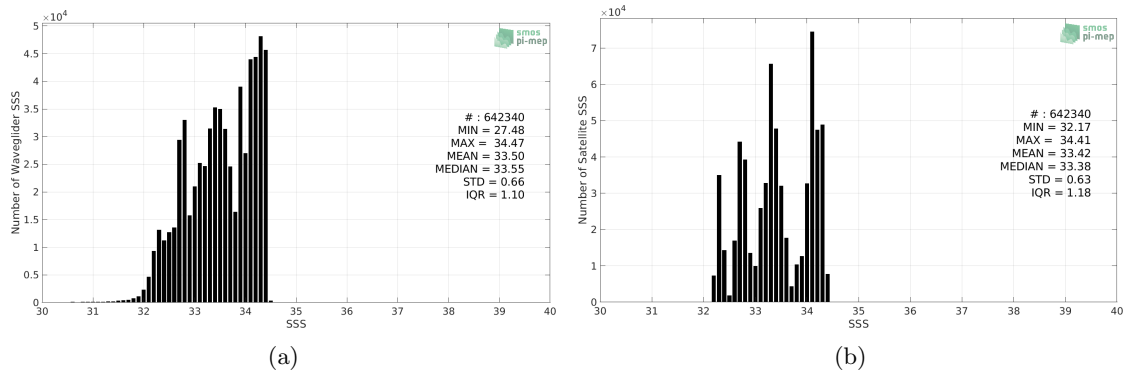 ×10⁴
5
4.5
4
3.5
3
2.5
2
1.5
1
0.5
0
Number of Waveglider SSS
30 31 32 33 34 35 36 37 38 39 40
SSS
smos
pi-mep
# : 642340
MIN = 27.48
MAX = 34.47
MEAN = 33.50
MEDIAN = 33.55
STD = 0.66
IQR = 1.10
(a)
×10⁴
7
6
5
4
3
2
1
0
Number of Satellite SSS
30 31 32 33 34 35 36 37 38 39 40
SSS
smos
pi-mep
# : 642340
MIN = 32.17
MAX = 34.41
MEAN = 33.42
MEDIAN = 33.38
STD = 0.63
IQR = 1.18
(b)